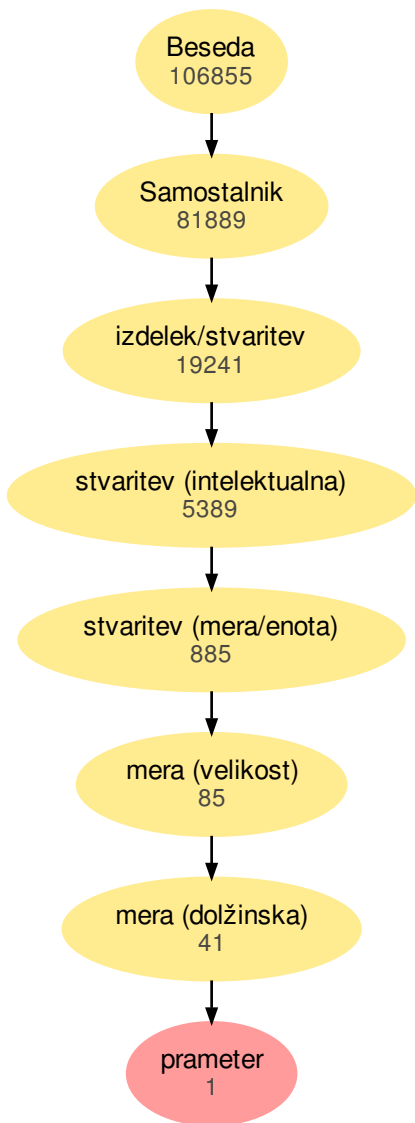 Beseda
106855
Samostalnik
81889
izdelek/stvaritev
19241
stvaritev (intelektualna)
5389
stvaritev (mera/enota)
885
mera (velikost)
85
mera (dolžinska)
41
prameter
1